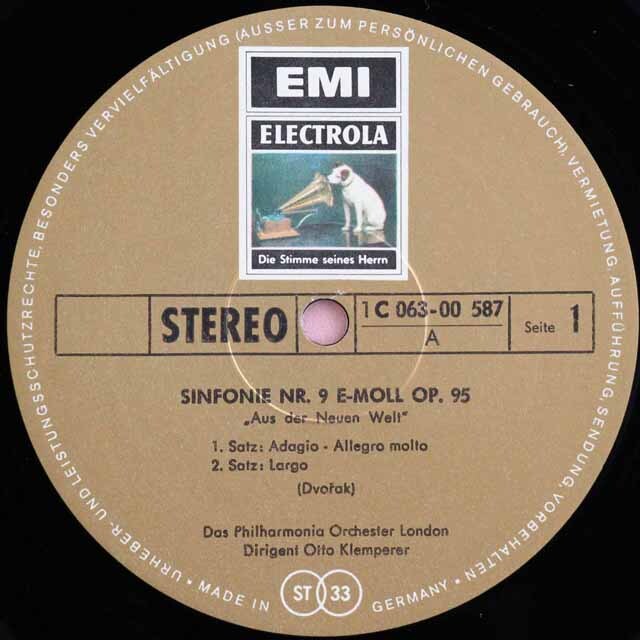 URHEBER- UND LEISTUNGSSCHUTZRECHTE, BESONDERS VERVIELFÄLTIGUNG (AUSSER ZUM PERSÖNLICHEN GEBRAUCH), VERMIETUNG, AUFFÜHRUNG, SENDUNG, VORBEHALTEN
EMI
ELECTROLA
Die Stimme seines Herrn
STEREO
1 C 063-00 587
A
Seite 1
SINFONIE NR. 9 E-MOLL OP. 95
„Aus der Neuen Welt"
1. Satz: Adagio - Allegro molto
2. Satz: Largo
(Dvořak)
Das Philharmonia Orchester London
Dirigent Otto Klemperer
• MADE IN ST 33 GERMANY •